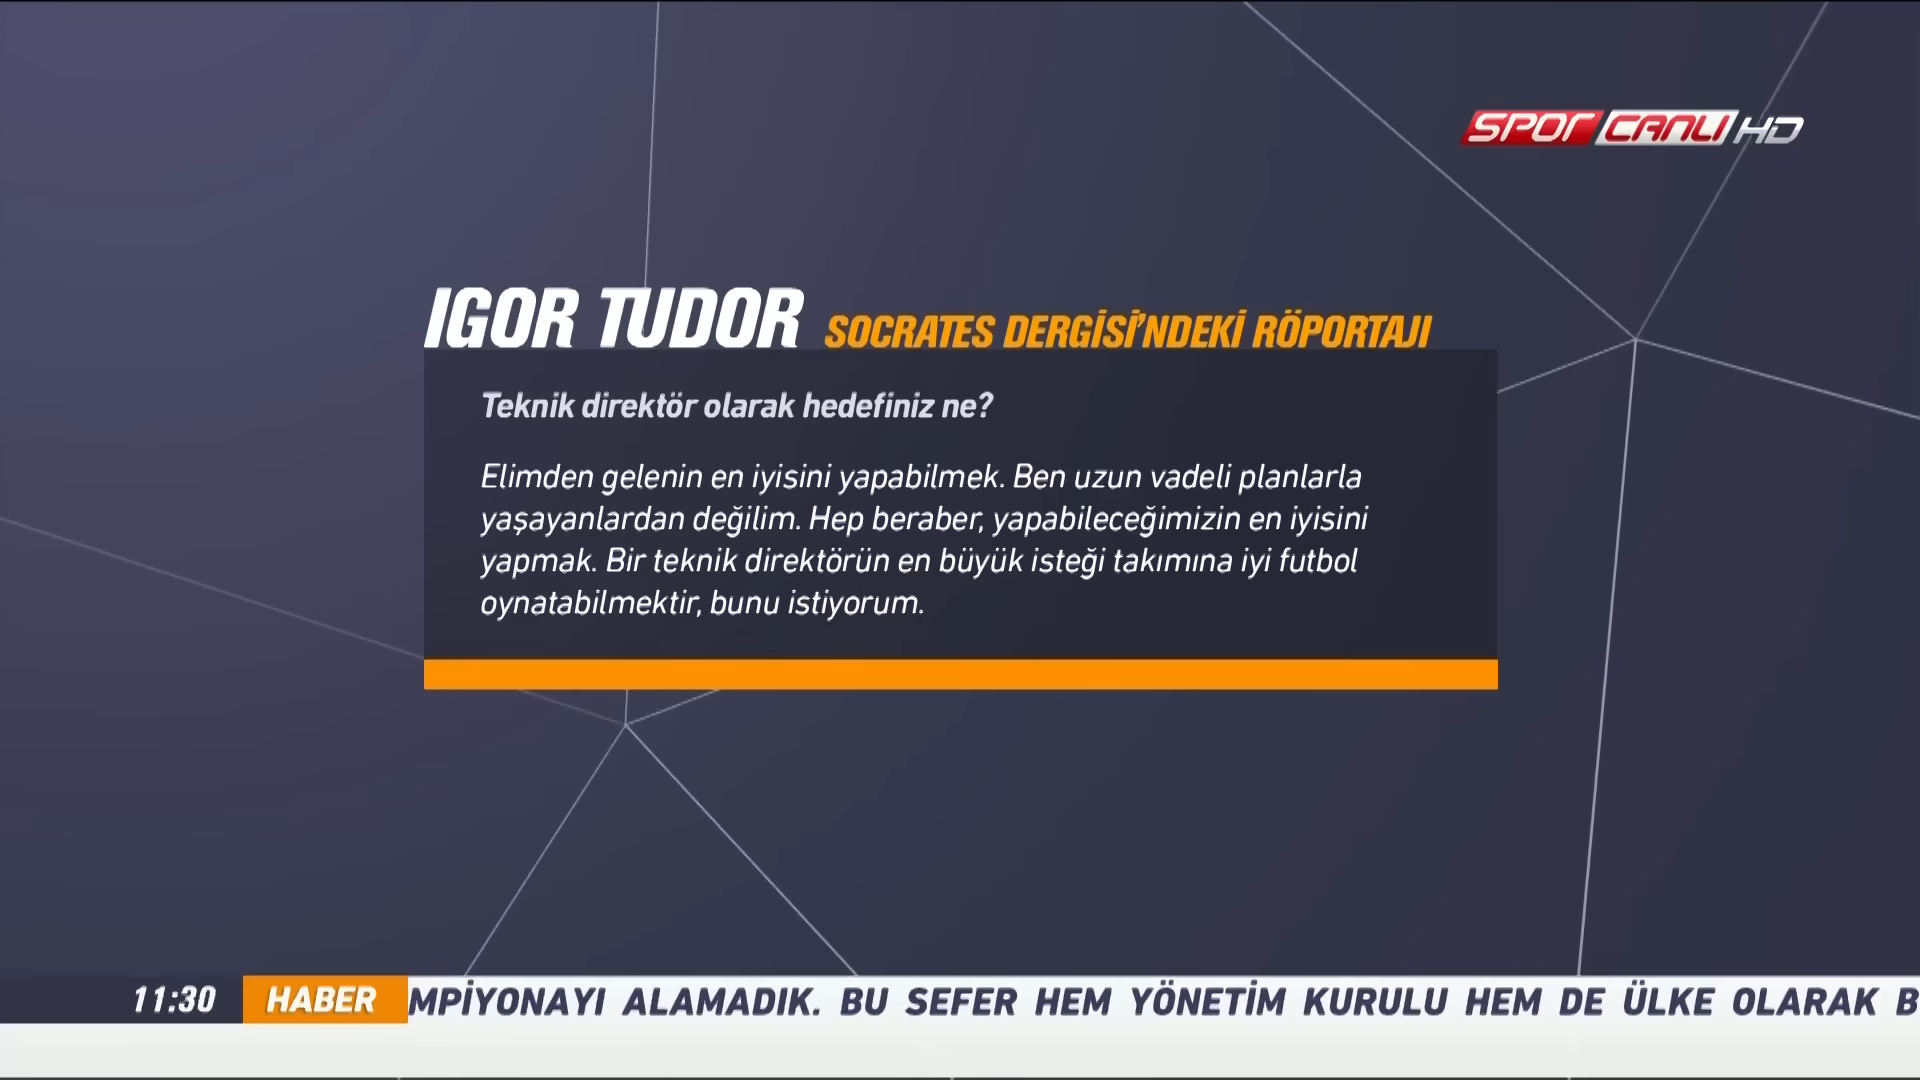 SPOR CANLI HD
IGOR TUDOR SOCRATES DERGİSİ'NDEKİ RÖPORTAJI
Teknik direktör olarak hedefiniz ne?
Elimden gelenin en iyisini yapabilmek. Ben uzun vadeli planlarla
yaşayanlardan değilim. Hep beraber, yapabileceğimizin en iyisini
yapmak. Bir teknik direktörün en büyük isteği takımına iyi futbol
oynatabilmektir, bunu istiyorum.
11:30 HABER MPİYONAYI ALAMADIK. BU SEFER HEM YÖNETİM KURULU HEM DE ÜLKE OLARAK B